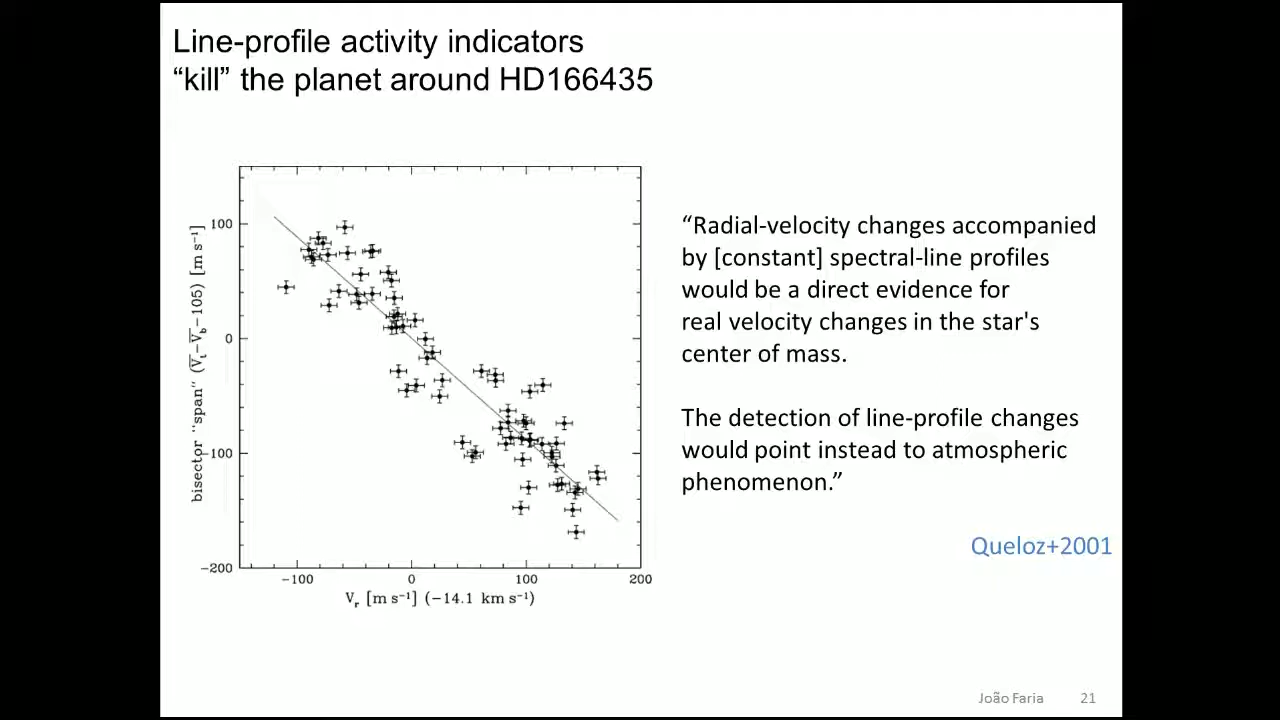 Line-profile activity indicators
“kill” the planet around HD166435
100
0
−100
−200
bisector "span" (V̅t−V̅b−105) [m s⁻¹]
−100
0
100
200
Vr [m s⁻¹] (−14.1 km s⁻¹)
“Radial-velocity changes accompanied
by [constant] spectral-line profiles
would be a direct evidence for
real velocity changes in the star's
center of mass.
The detection of line-profile changes
would point instead to atmospheric
phenomenon.”
Queloz+2001
João Faria
21